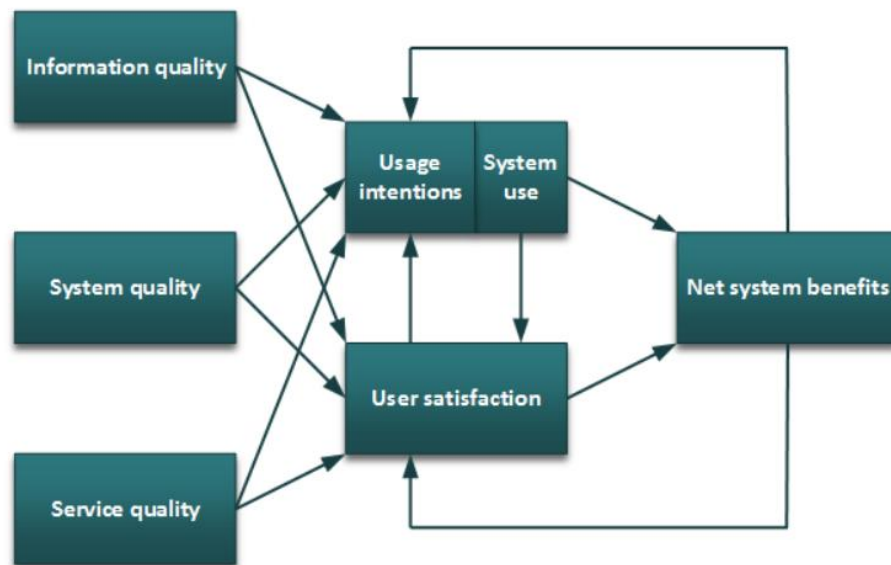 Information quality
Usage
intentions
System
use
System quality
Net system benefits
User satisfaction
Service quality